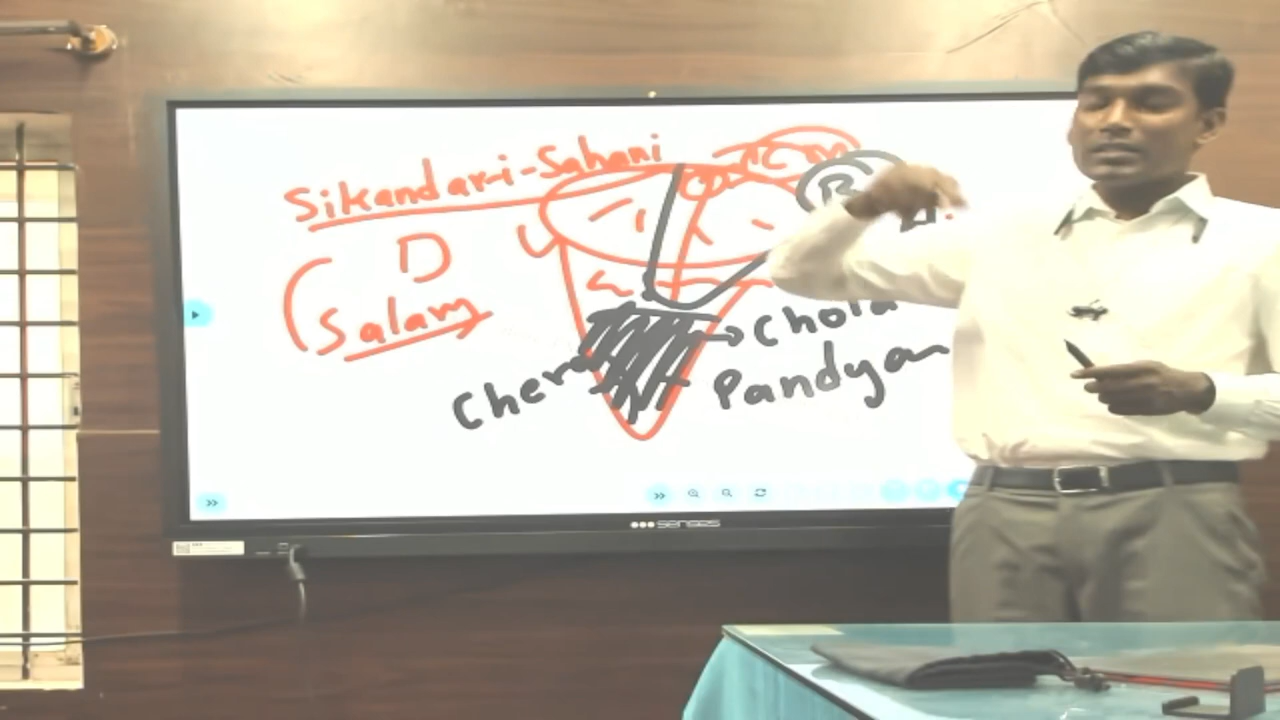 Sikandar-i-Sahani
D
Salam
Chola
Chera
Pandyan
senses